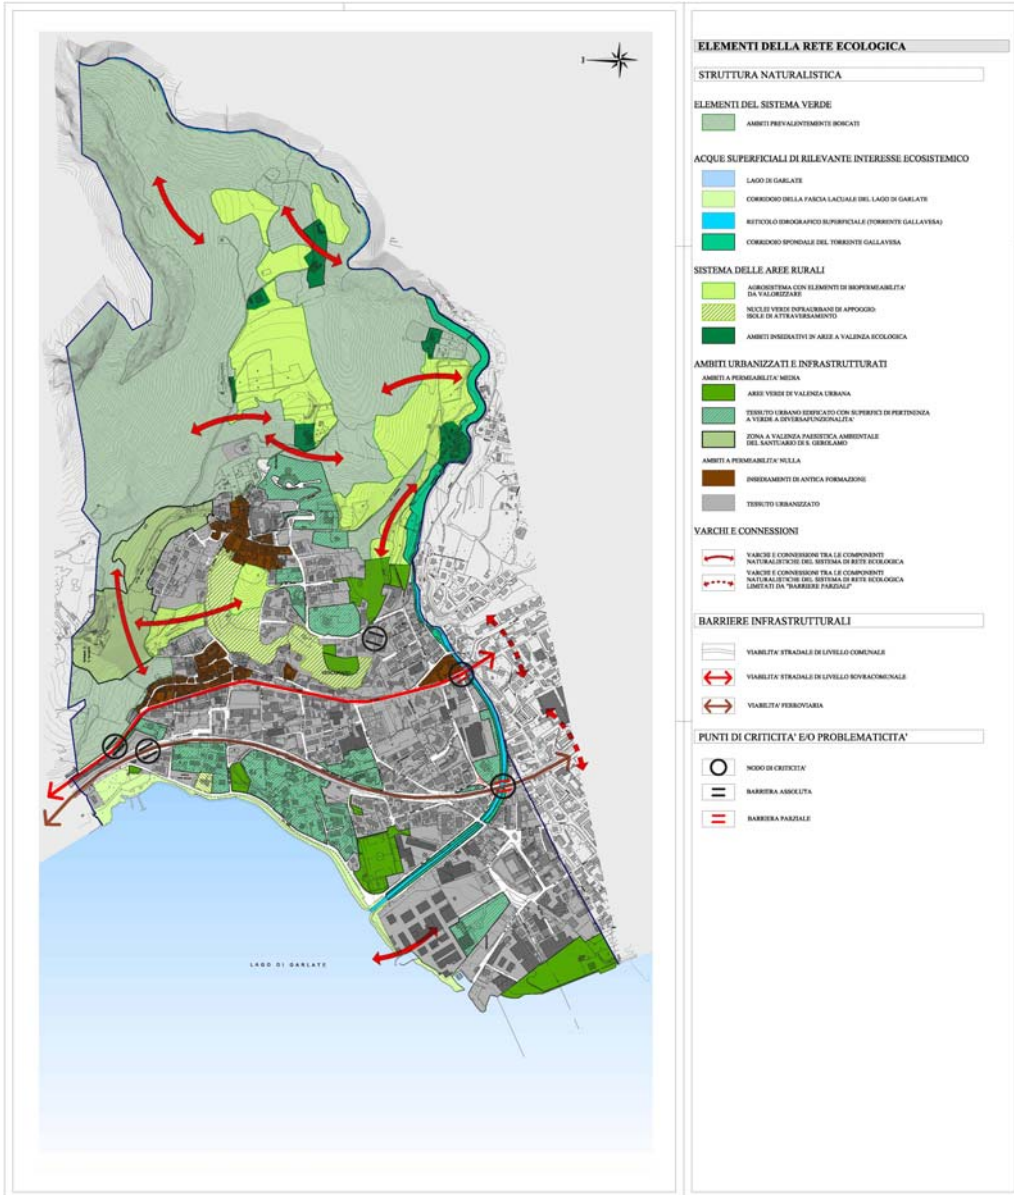 ELEMENTI DELLA RETE ECOLOGICA
STRUTTURA NATURALISTICA
ELEMENTI DEL SISTEMA VERDE
AMBITI PREVALENTEMENTE BOSCATI
ACQUE SUPERFICIALI DI RILEVANTE INTERESSE ECOSISTEMICO
LAGO DI GARLATE
CORRIDOIO DELLA FASCIA LACUALE DEL LAGO DI GARLATE
RETICOLO IDROGRAFICO SUPERFICIALE (TORRENTE GALLAVESA)
CORRIDOIO SPONDALE DEL TORRENTE GALLAVESA
SISTEMA DELLE AREE RURALI
AGROSISTEMA CON ELEMENTI DI BIOPERMEABILITA'
DA VALORIZZARE
NUCLEI VERDI INFRAURBANI DI APPOGGIO:
ISOLE DI ATTRAVERSAMENTO
AMBITI INSEDIATIVI IN AREE A VALENZA ECOLOGICA
AMBITI URBANIZZATI E INFRASTRUTTURATI
AMBITI A PERMEABILITA' MEDIA
AREE VERDI DI VALENZA URBANA
TESSUTO URBANO EDIFICATO CON SUPERFICI DI PERTINENZA
A VERDE A DIVERSA FUNZIONALITA'
ZONA A VALENZA PAESISTICA AMBIENTALE
DEL SANTUARIO DI S. GEROLAMO
AMBITI A PERMEABILITA' NULLA
INSEDIAMENTI DI ANTICA FORMAZIONE
TESSUTO URBANIZZATO
VARCHI E CONNESSIONI
VARCHI E CONNESSIONI TRA LE COMPONENTI
NATURALISTICHE DEL SISTEMA DI RETE ECOLOGICA
VARCHI E CONNESSIONI TRA LE COMPONENTI
NATURALISTICHE DEL SISTEMA DI RETE ECOLOGICA
LIMITATI DA "BARRIERE PARZIALI"
BARRIERE INFRASTRUTTURALI
VIABILITA' STRADALE DI LIVELLO COMUNALE
VIABILITA' STRADALE DI LIVELLO SOVRACOMUNALE
VIABILITA' FERROVIARIA
PUNTI DI CRITICITA' E/O PROBLEMATICITA'
NODO DI CRITICITA'
BARRIERA ASSOLUTA
BARRIERA PARZIALE
LAGO DI GARLATE